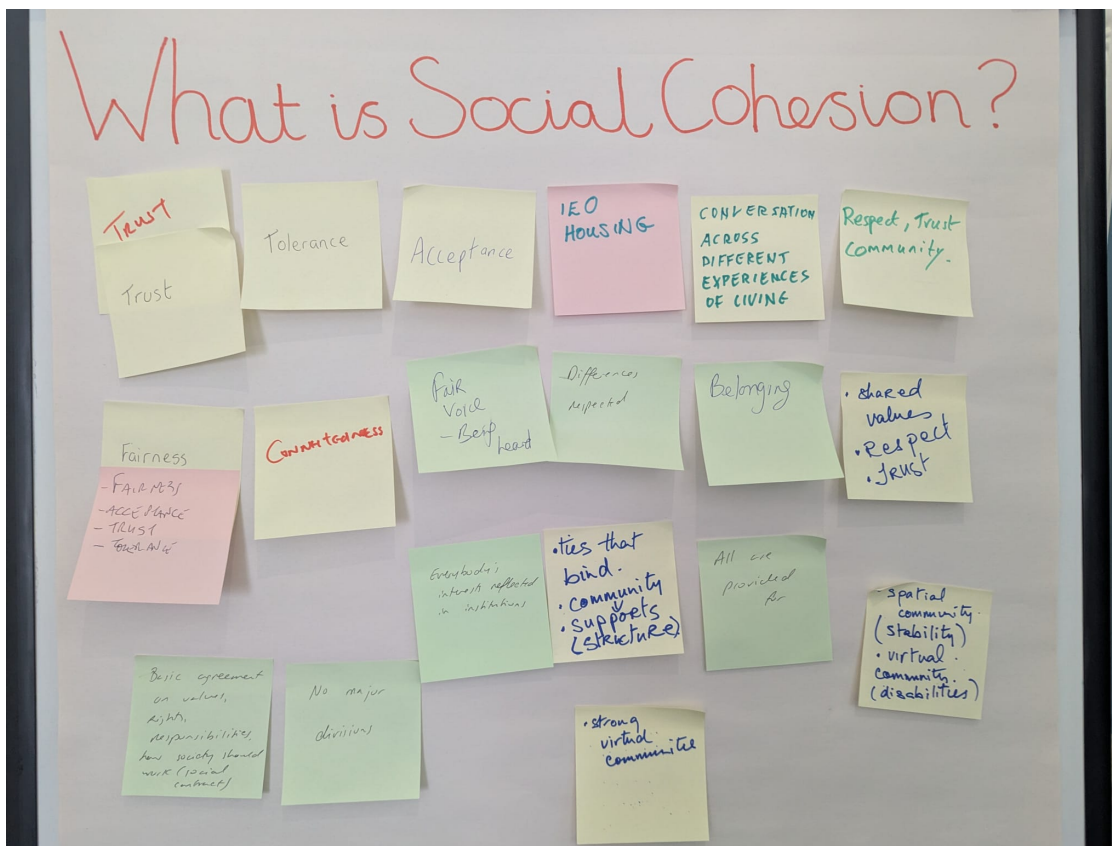 What is Social Cohesion?
TRUST
Trust
Tolerance
Acceptance
IEO
HOUSING
CONVERSATION
ACROSS
DIFFERENT
EXPERIENCES
OF LIVING
Respect, Trust
Community.
Fairness
- FAIRNESS
- ACCEPTANCE
- TRUST
- TOLERANCE
Fair
Voice
- Being
heard
Differences
respected
Belonging
• shared
values
• Respect
• Trust
Everybody's
interest reflected
in institutions
• ties that
bind.
• community
• supports
(structure)
All are
provided
for
- spatial
community.
(stability)
• virtual
community.
(disabilities)
- Basic agreement
on values,
rights,
responsibilities,
how society should
work (social
contract)
No major
divisions
• strong
virtual